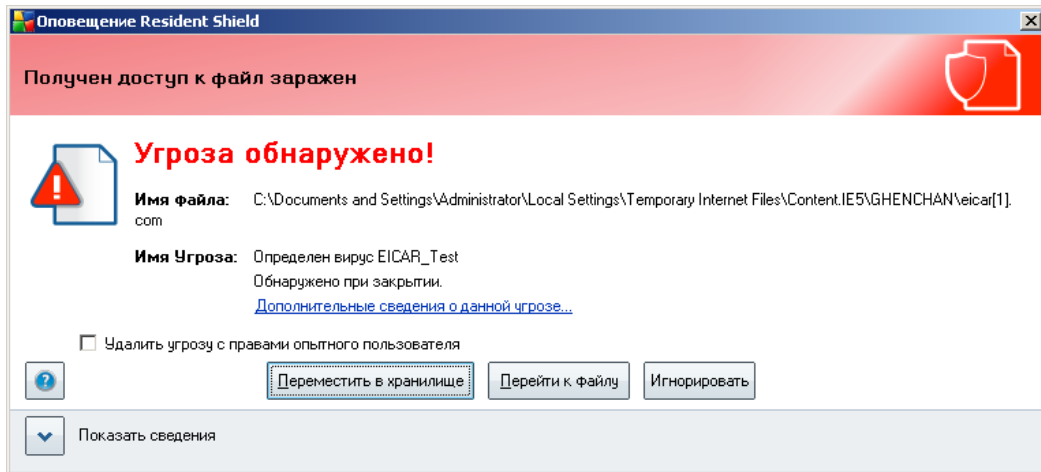 Оповещение Resident Shield
Получен доступ к файл заражен
Угроза обнаружено!
Имя файла: C:\Documents and Settings\Administrator\Local Settings\Temporary Internet Files\Content.IE5\GHENCHAN\eicar[1].
com
Имя Угроза: Определен вирус EICAR_Test
Обнаружено при закрытии.
Дополнительные сведения о данной угрозе...
Удалить угрозу с правами опытного пользователя
Переместить в хранилище Перейти к файлу Игнорировать
Показать сведения